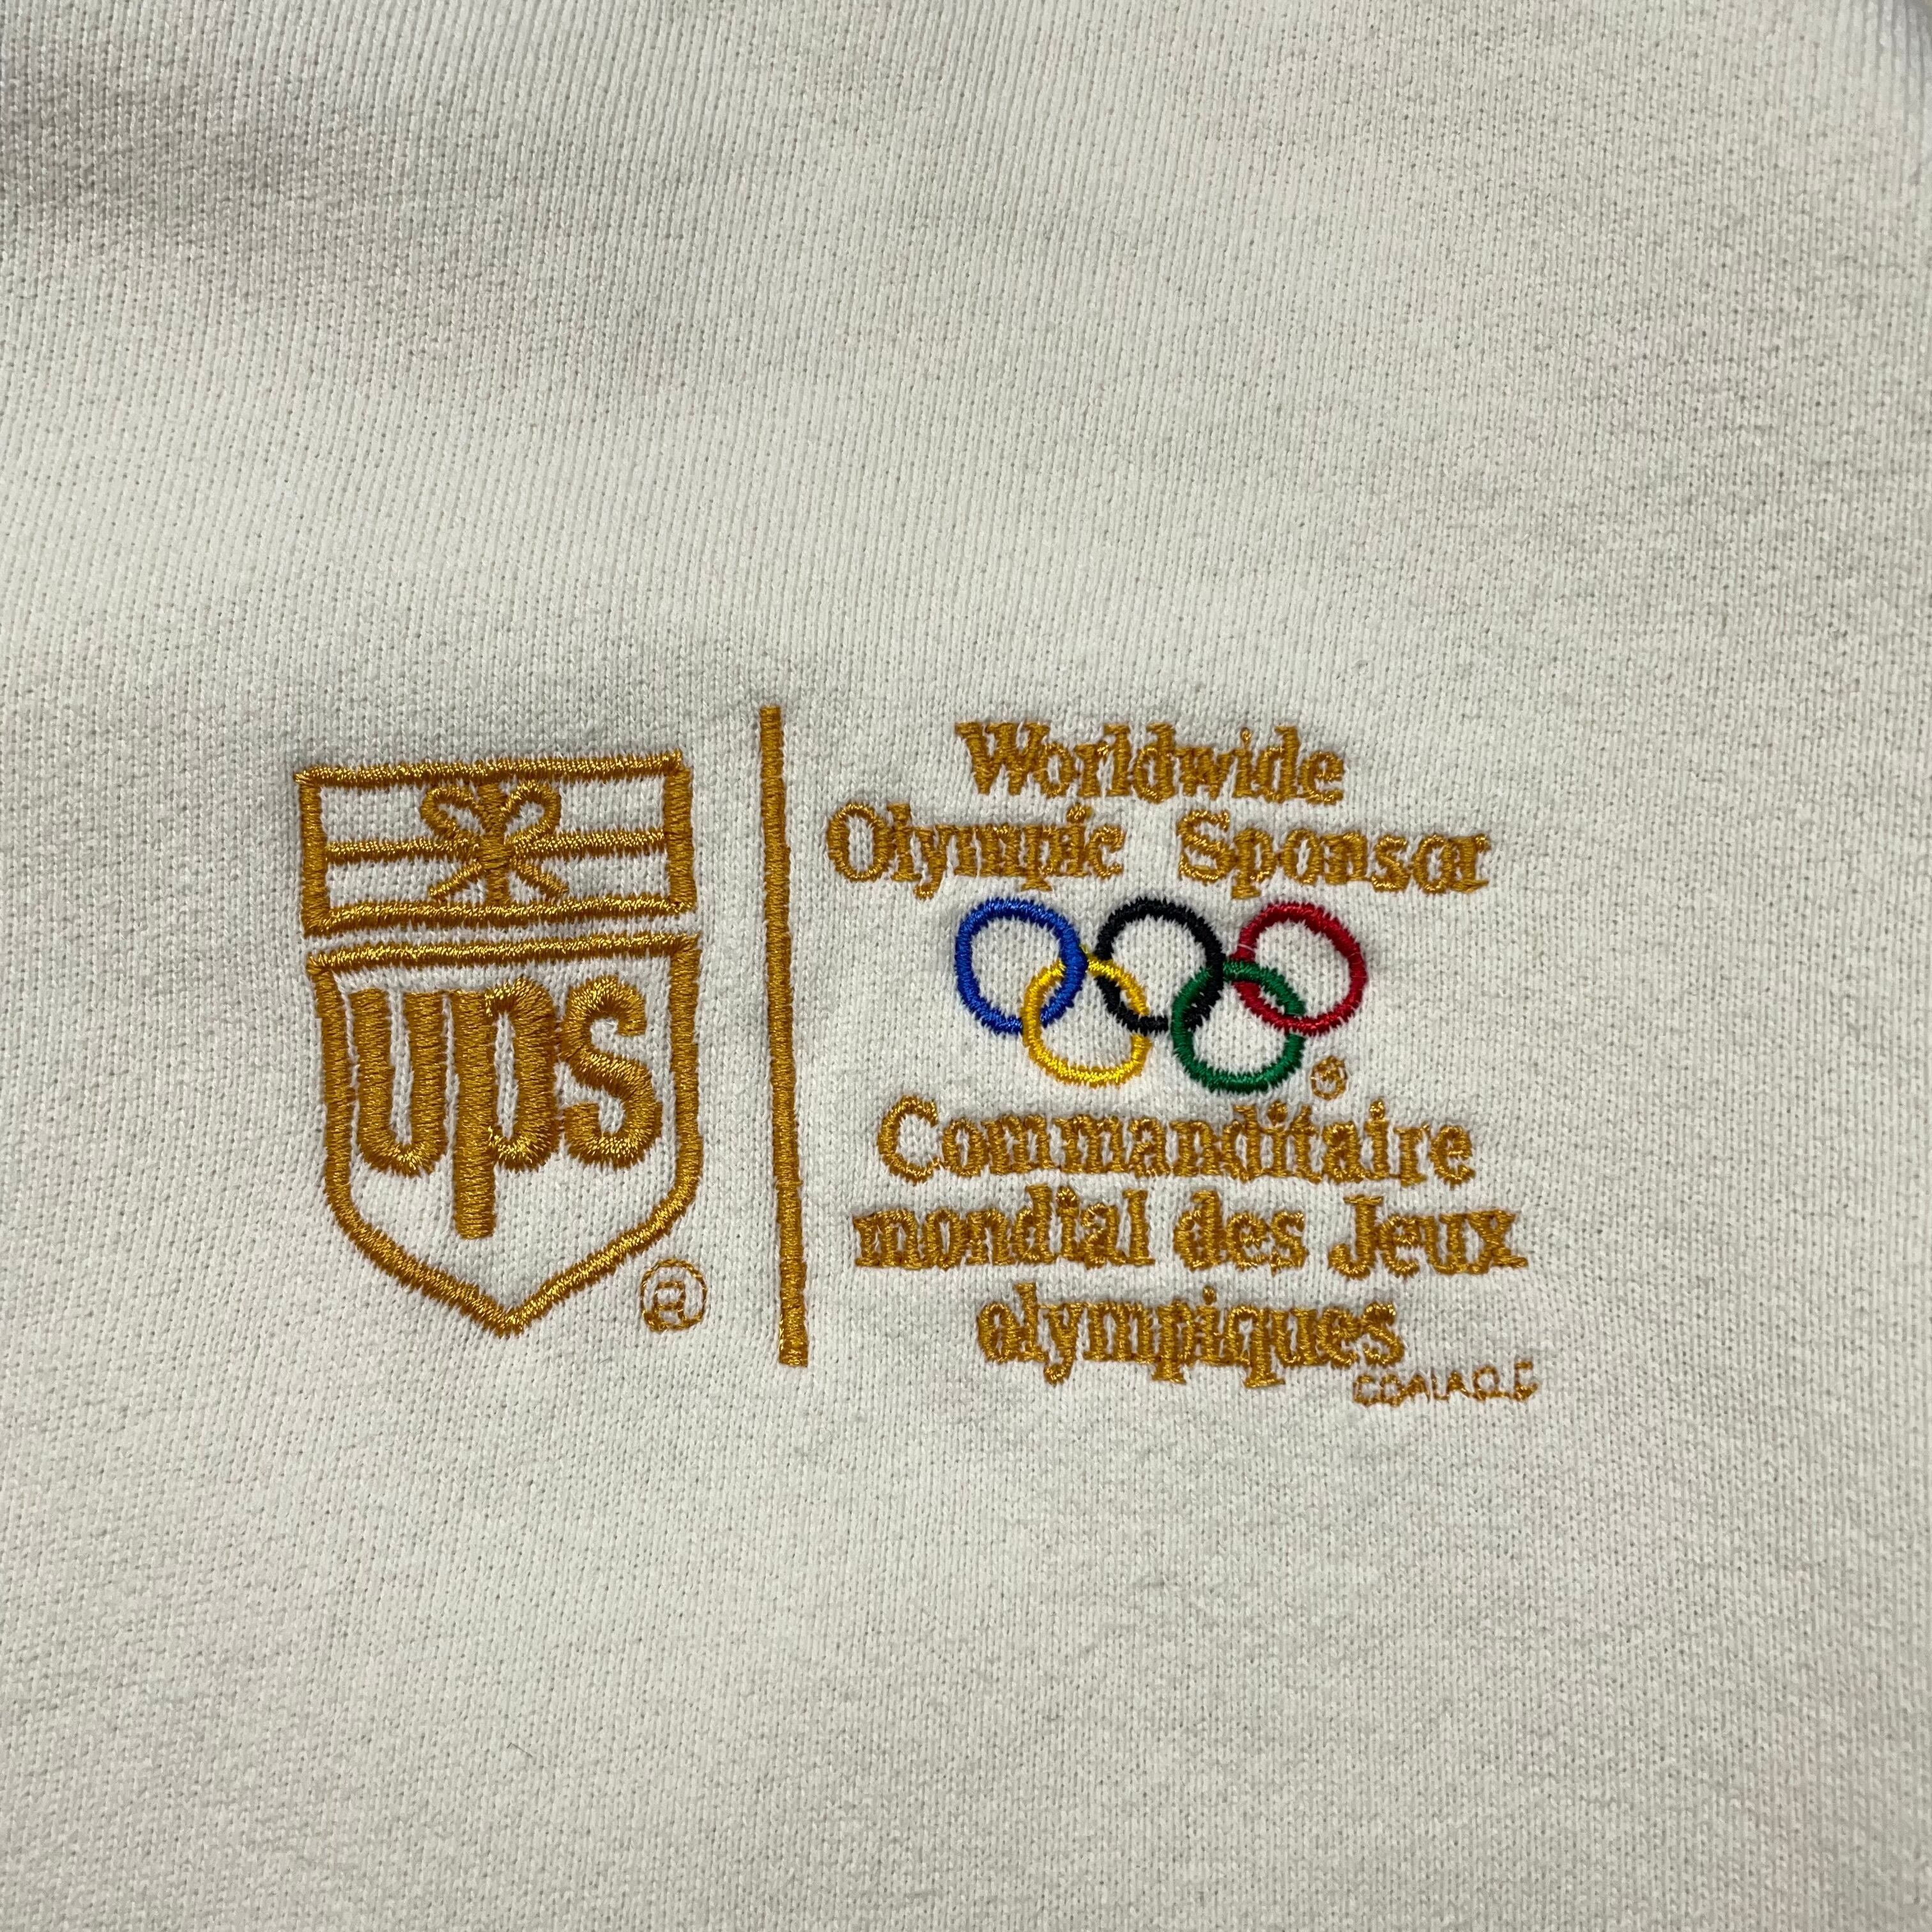 ups
®
Worldwide
Olympic Sponsor
®
Commanditaire
mondial des Jeux
olympiques